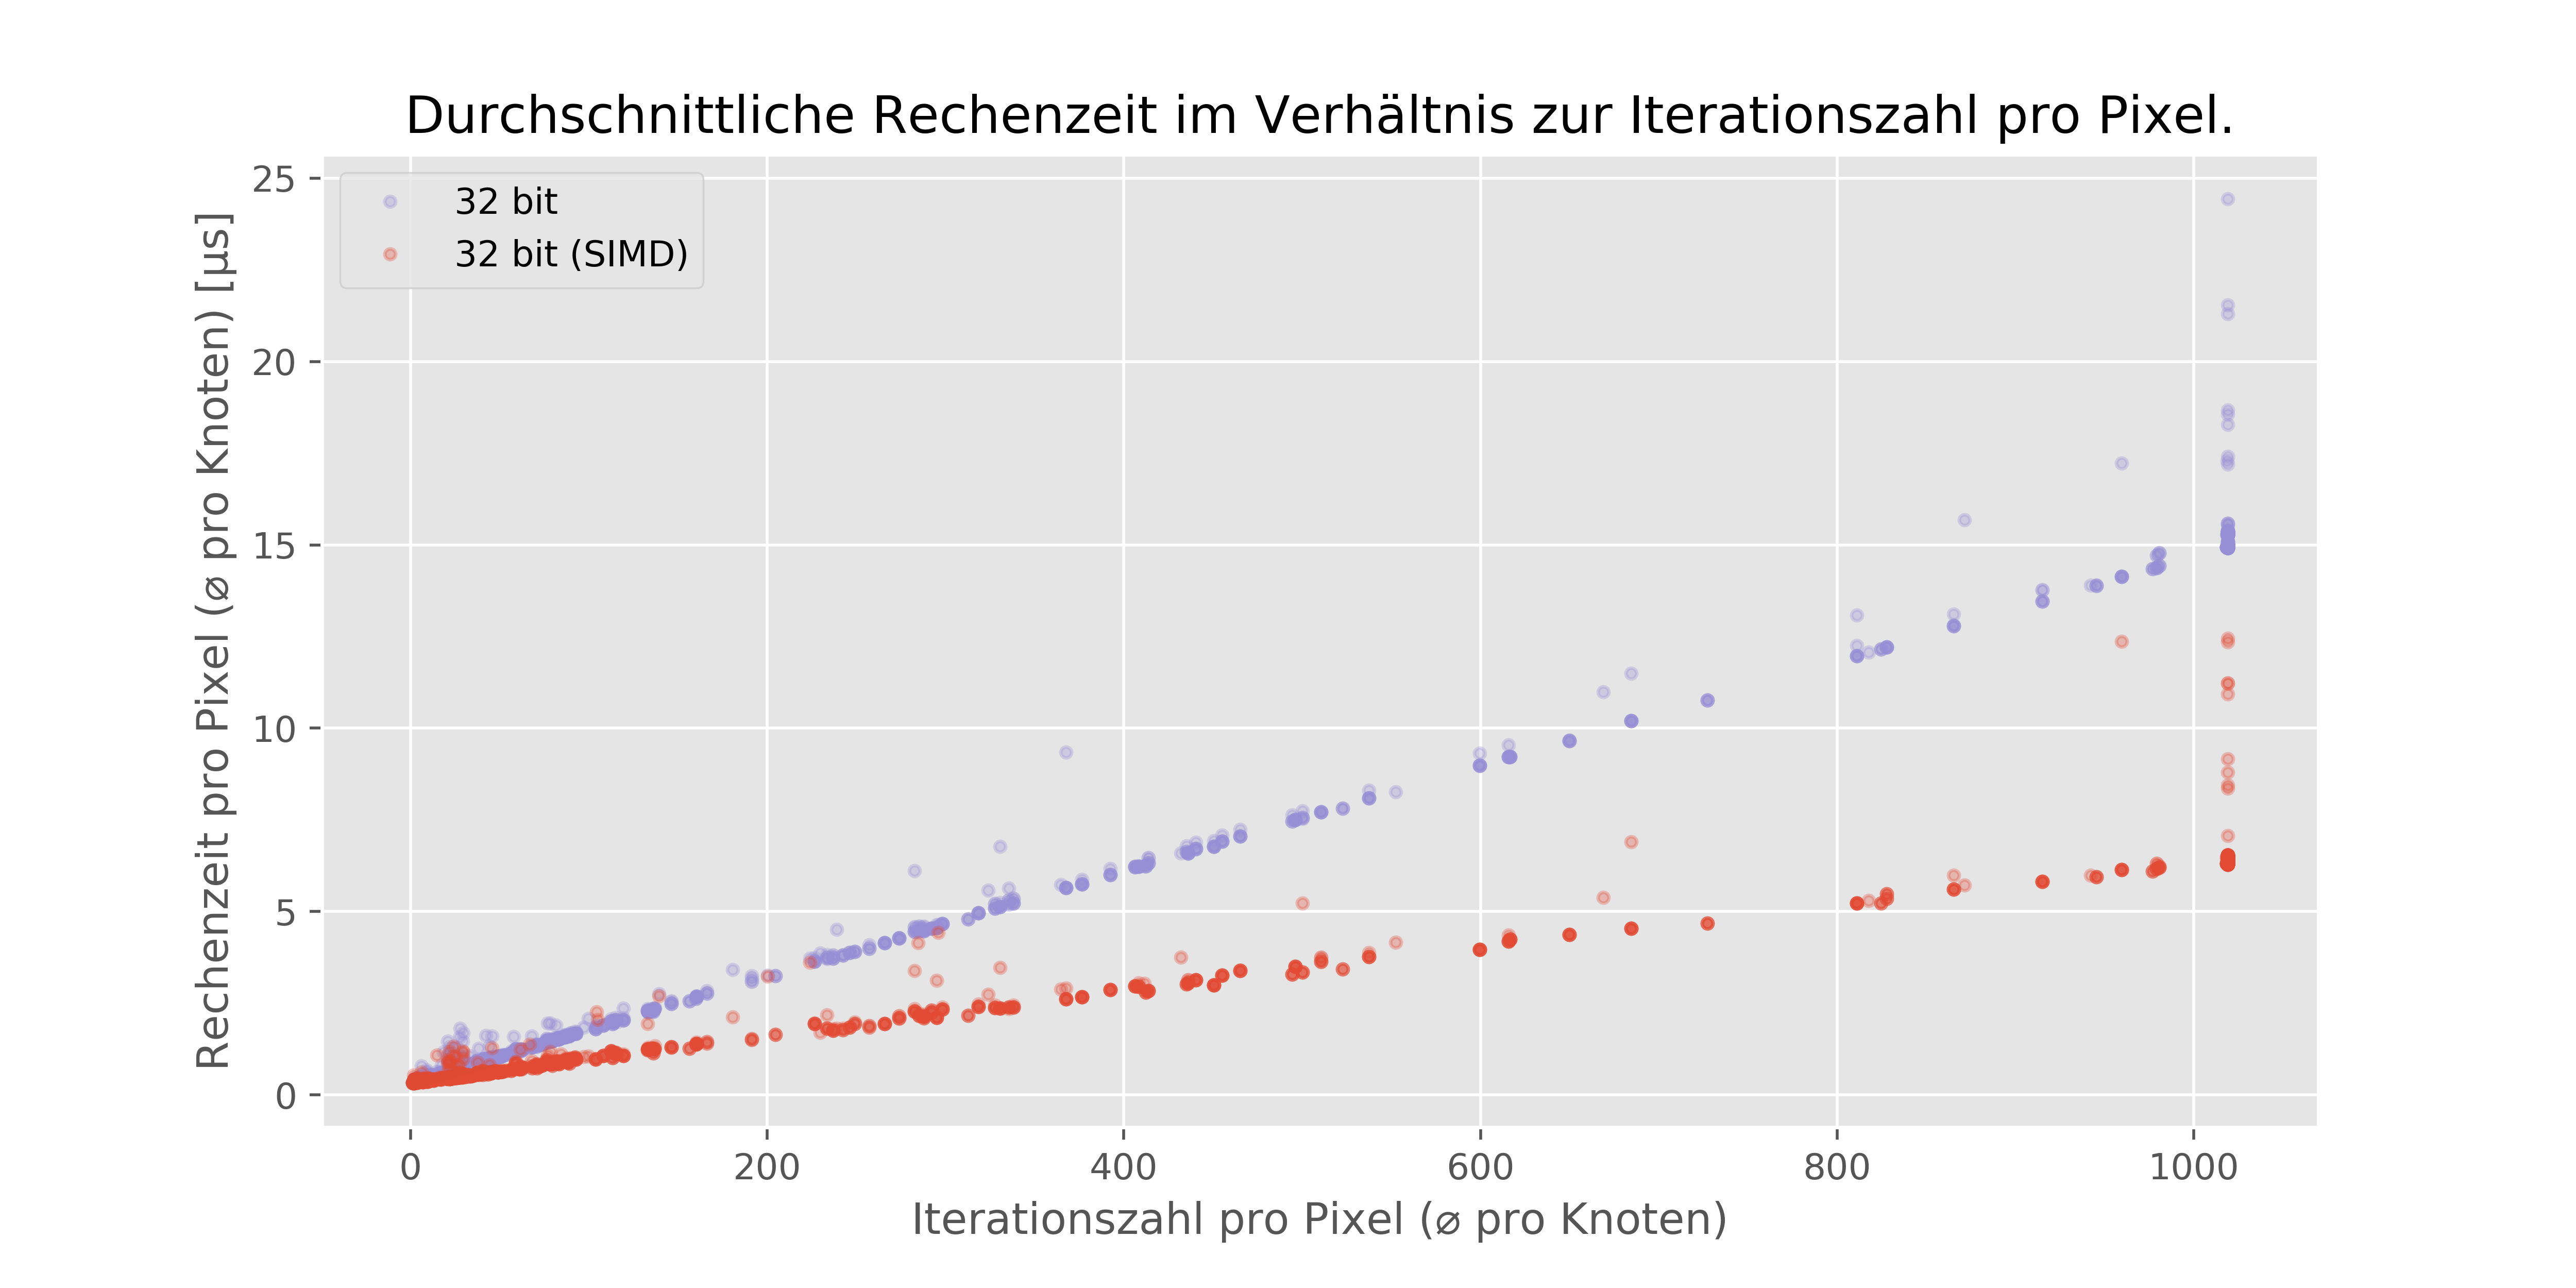 Durchschnittliche Rechenzeit im Verhältnis zur Iterationszahl pro Pixel.
32 bit
32 bit (SIMD)
Rechenzeit pro Pixel (⌀ pro Knoten) [µs]
25
20
15
10
5
0
0 200 400 600 800 1000
Iterationszahl pro Pixel (⌀ pro Knoten)